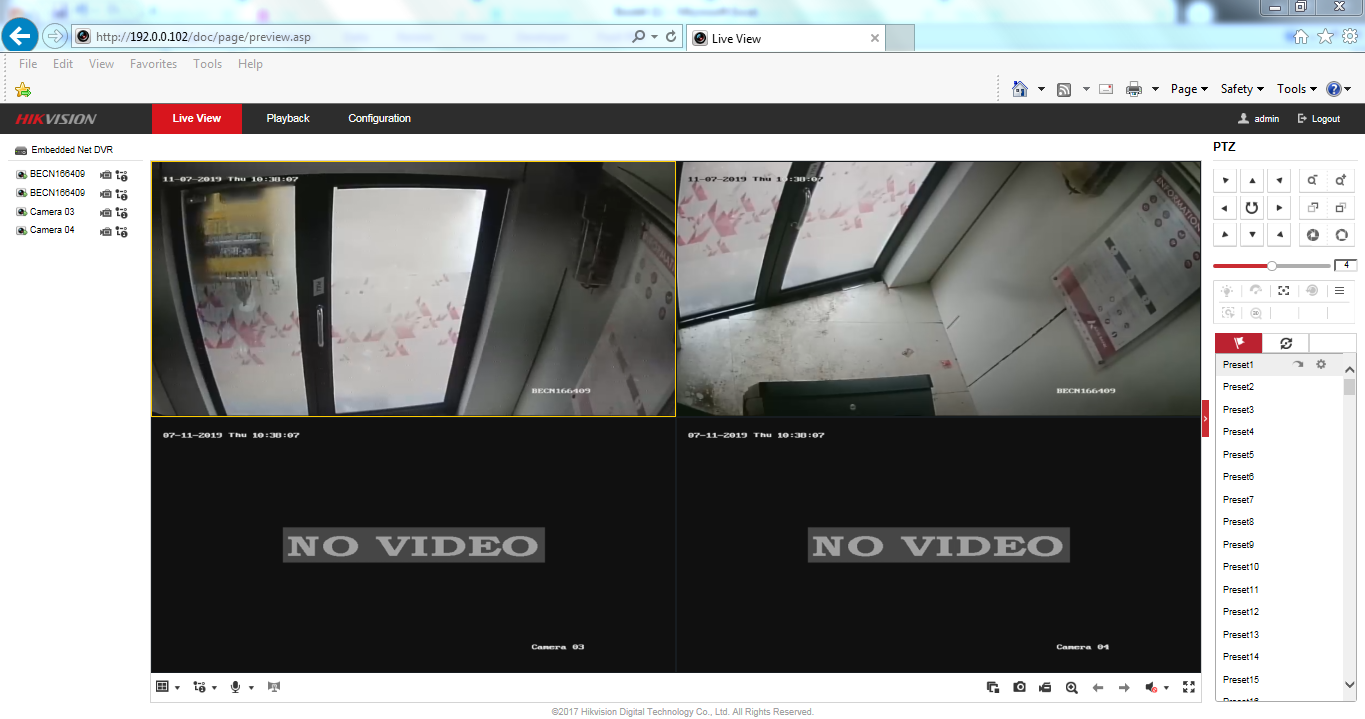 http://192.0.0.102/doc/page/preview.asp
Live View
File Edit View Favorites Tools Help
Page Safety Tools
HIKVISION
Live View Playback Configuration
admin Logout
Embedded Net DVR
BECN166409
BECN166409
Camera 03
Camera 04
11-07-2019 Thu 10:38:07
BECN166409
11-07-2019 Thu 10:38:07
INFORMATION
BECN166409
07-11-2019 Thu 10:38:07
NO VIDEO
Camera 03
07-11-2019 Thu 10:38:07
NO VIDEO
Camera 04
PTZ
4
Preset1
Preset2
Preset3
Preset4
Preset5
Preset6
Preset7
Preset8
Preset9
Preset10
Preset11
Preset12
Preset13
Preset14
Preset15
Preset16
©2017 Hikvision Digital Technology Co., Ltd. All Rights Reserved.